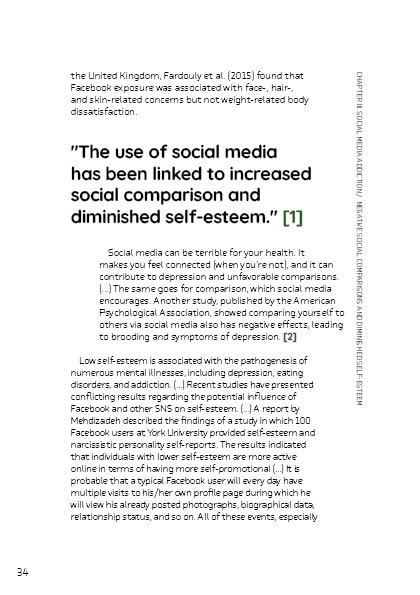 the United Kingdom, Fardouly et al. (2015) found that
Facebook exposure was associated with face-, hair-,
and skin-related concerns but not weight-related body
dissatisfaction.
"The use of social media
has been linked to increased
social comparison and
diminished self-esteem." [1]
Social media can be terrible for your health. It
makes you feel connected (when you're not), and it can
contribute to depression and unfavorable comparisons.
(...) The same goes for comparison, which social media
encourages. Another study, published by the American
Psychological Association, showed comparing yourself to
others via social media also has negative effects, leading
to brooding and symptoms of depression. [2]
Low self-esteem is associated with the pathogenesis of
numerous mental illnesses, including depression, eating
disorders, and addiction. (...) Recent studies have presented
conflicting results regarding the potential influence of
Facebook and other SNS on self-esteem. (...) A report by
Mehdizadeh described the findings of a study in which 100
Facebook users at York University provided self-esteem and
narcissistic personality self-reports. The results indicated
that individuals with lower self-esteem are more active
online in terms of having more self-promotional (...) It is
probable that a typical Facebook user will every day have
multiple visits to his/her own profile page during which he
will view his already posted photographs, biographical data,
relationship status, and so on. All of these events, especially
CHAPTER III. SOCIAL MEDIA ADDICTION / NEGATIVE SOCIAL COMPARISONS AND DIMINISHED SELF-ESTEEM
34